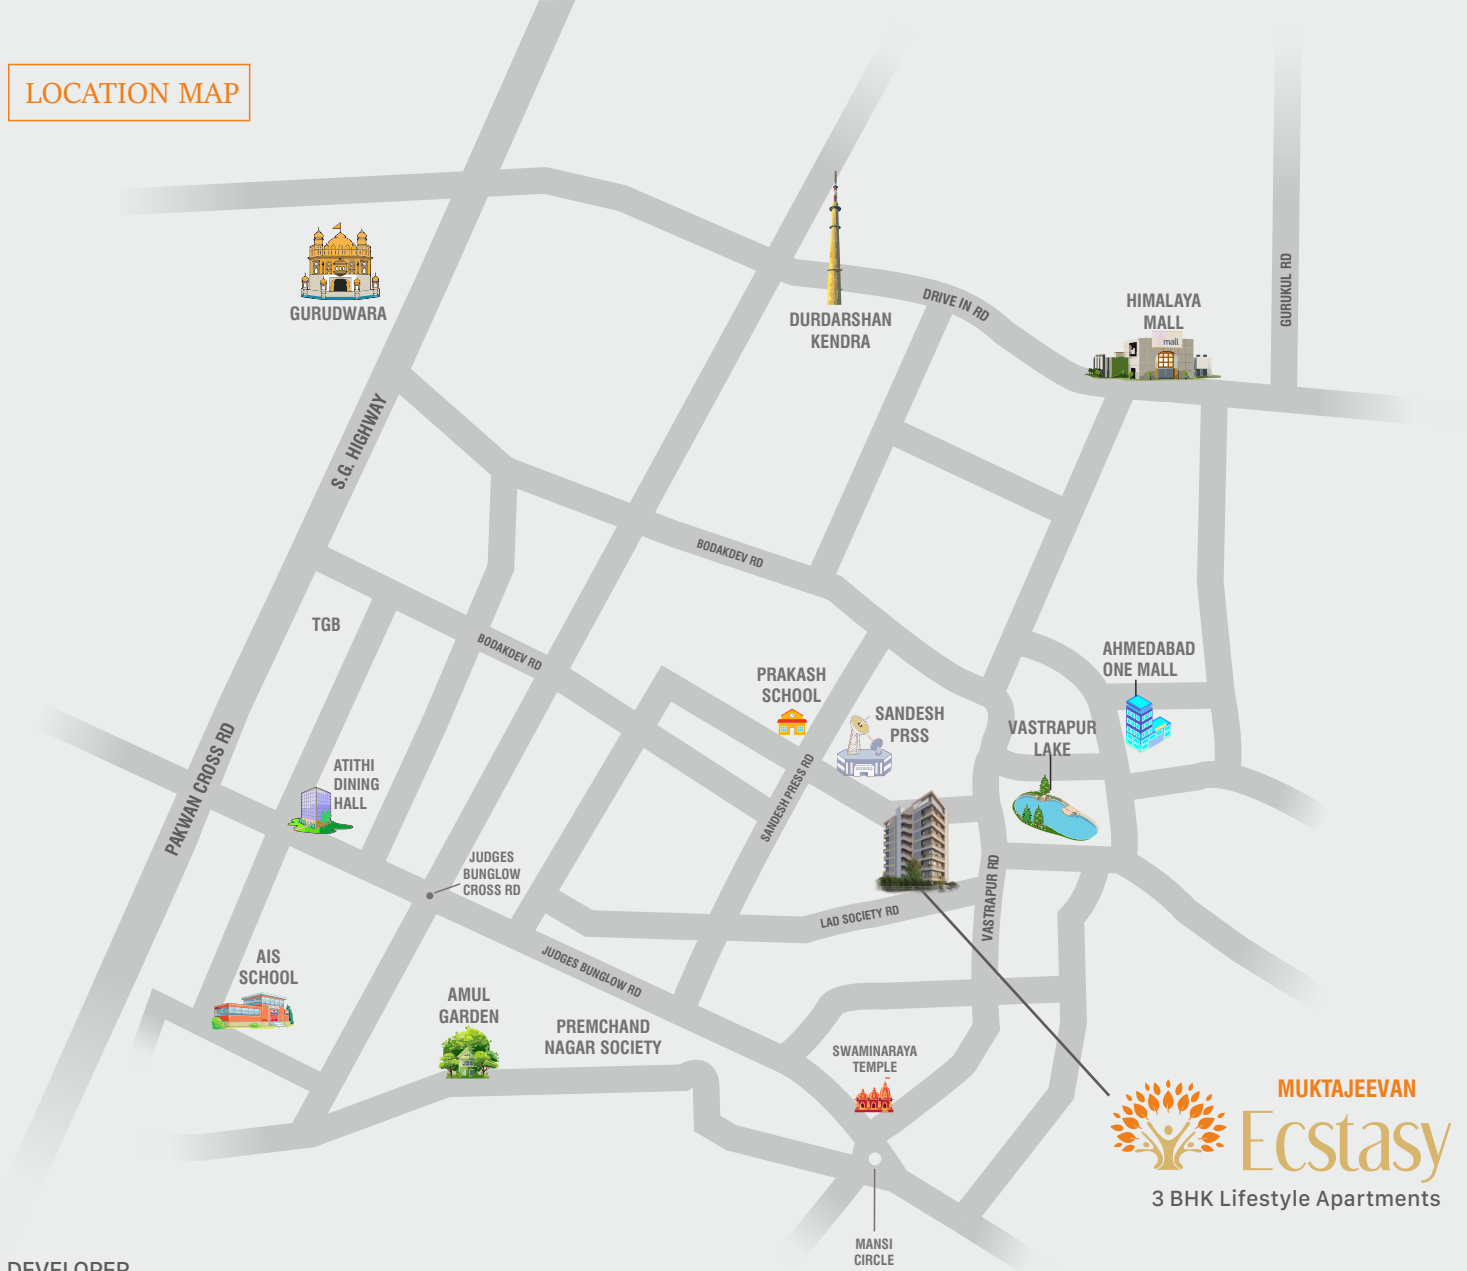 LOCATION MAP
GURUDWARA
DURDARSHAN
KENDRA
DRIVE IN RD
HIMALAYA
MALL
mall
GURUKUL RD
S.G. HIGHWAY
BODAKDEV RD
TGB
BODAKDEV RD
PRAKASH
SCHOOL
SANDESH
PRSS
AHMEDABAD
ONE MALL
VASTRAPUR
LAKE
PAKWAN CROSS RD
ATITHI
DINING
HALL
SANDESH PRESS RD
JUDGES
BUNGLOW
CROSS RD
VASTRAPUR RD
LAD SOCIETY RD
AIS
SCHOOL
JUDGES BUNGLOW RD
AMUL
GARDEN
PREMCHAND
NAGAR SOCIETY
SWAMINARAYA
TEMPLE
MUKTAJEEVAN
Ecstasy
3 BHK Lifestyle Apartments
MANSI
CIRCLE
DEVELOPER